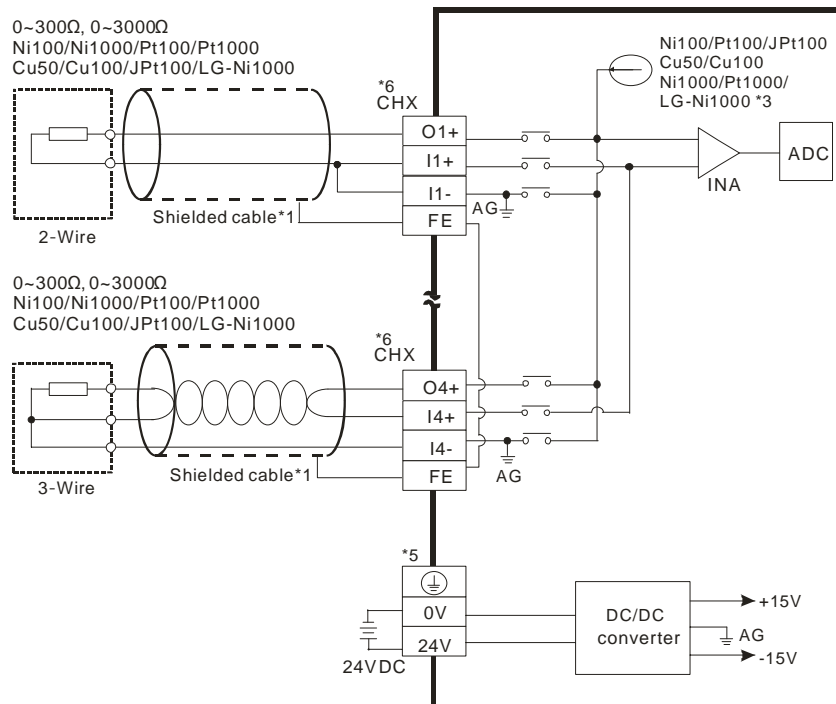 0~300Ω, 0~3000Ω
Ni100/Ni1000/Pt100/Pt1000
Cu50/Cu100/JPt100/LG-Ni1000
*6
CHX
O1+
I1+
I1-
FE
AG
Shielded cable*1
2-Wire
Ni100/Pt100/JPt100
Cu50/Cu100
Ni1000/Pt1000/
LG-Ni1000 *3
INA
ADC
0~300Ω, 0~3000Ω
Ni100/Ni1000/Pt100/Pt1000
Cu50/Cu100/JPt100/LG-Ni1000
*6
CHX
O4+
I4+
I4-
FE
AG
Shielded cable*1
3-Wire
*5
0V
24V
24VDC
DC/DC
converter
+15V
AG
-15V